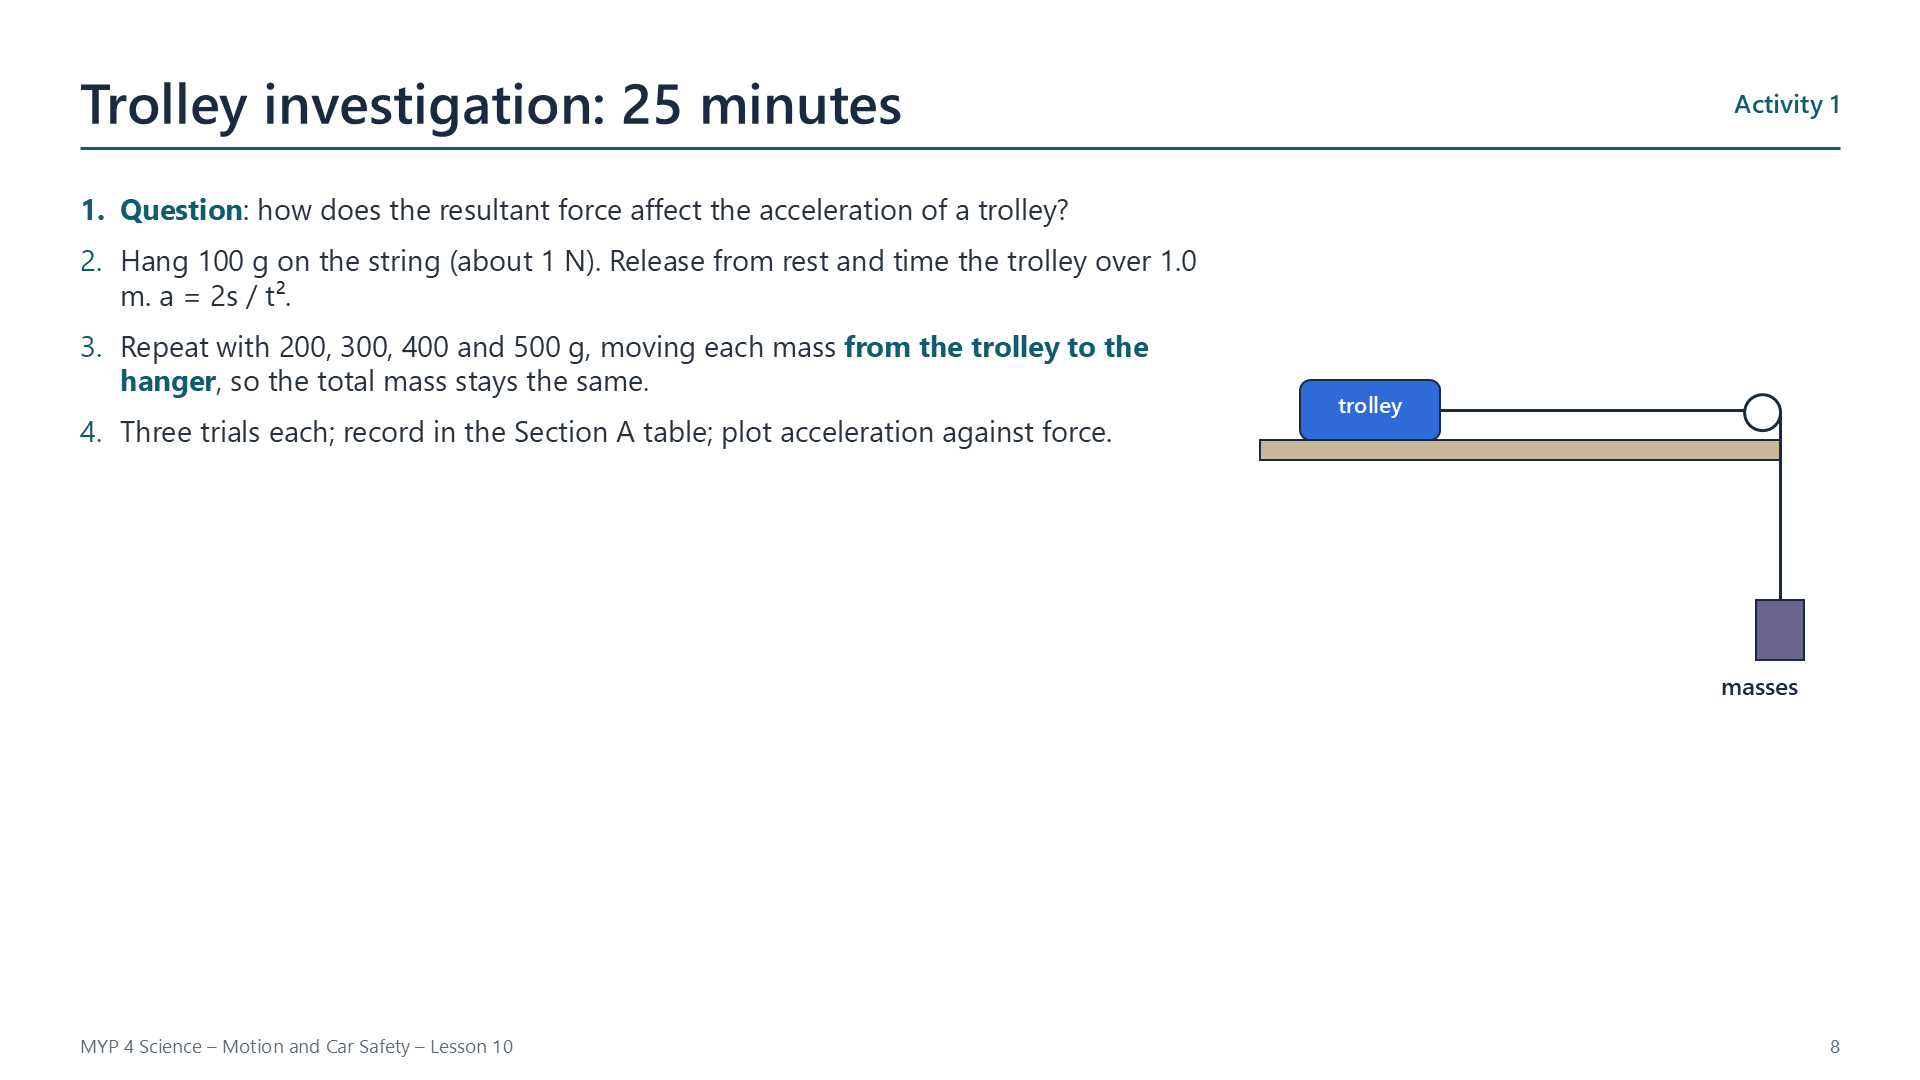 Trolley investigation: 25 minutes
Activity 1
1. Question: how does the resultant force affect the acceleration of a trolley?
2. Hang 100 g on the string (about 1 N). Release from rest and time the trolley over 1.0
m. a = 2s / t².
3. Repeat with 200, 300, 400 and 500 g, moving each mass from the trolley to the
hanger, so the total mass stays the same.
4. Three trials each; record in the Section A table; plot acceleration against force.
trolley
masses
MYP 4 Science – Motion and Car Safety – Lesson 10
8